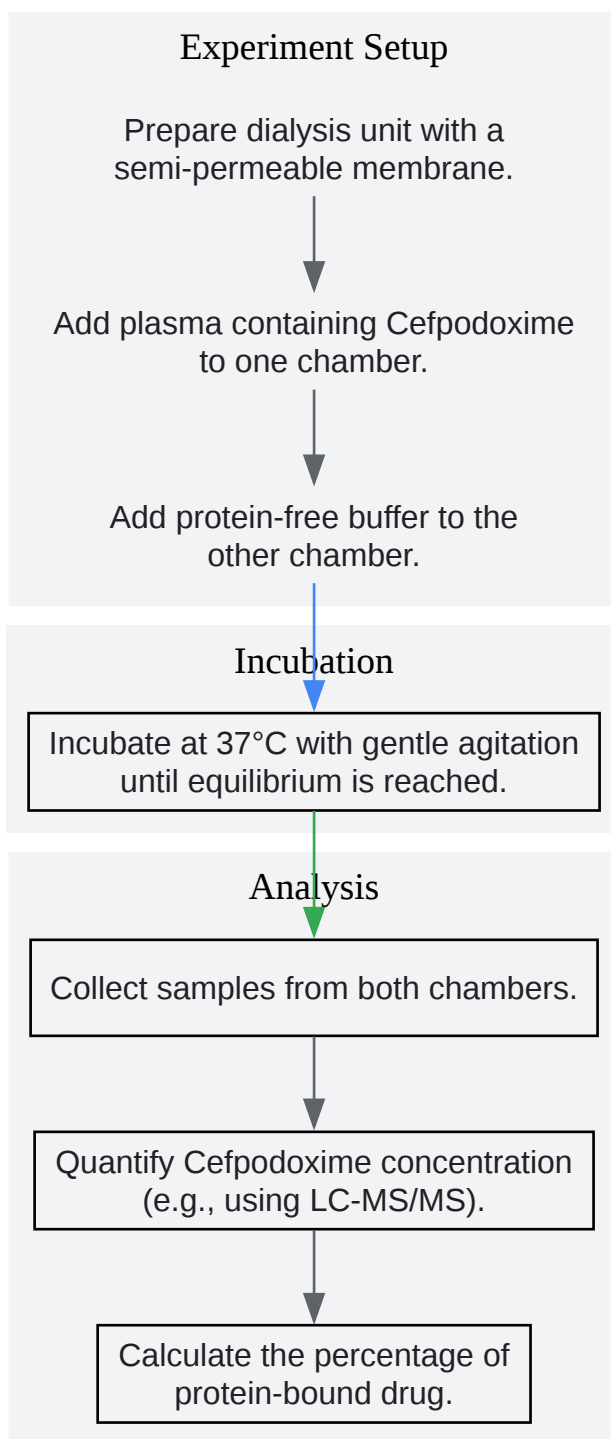 Experiment Setup
Prepare dialysis unit with a
semi-permeable membrane.
Add plasma containing Cefpodoxime
to one chamber.
Add protein-free buffer to the
other chamber.
Incubation
Incubate at 37°C with gentle agitation
until equilibrium is reached.
Analysis
Collect samples from both chambers.
Quantify Cefpodoxime concentration
(e.g., using LC-MS/MS).
Calculate the percentage of
protein-bound drug.